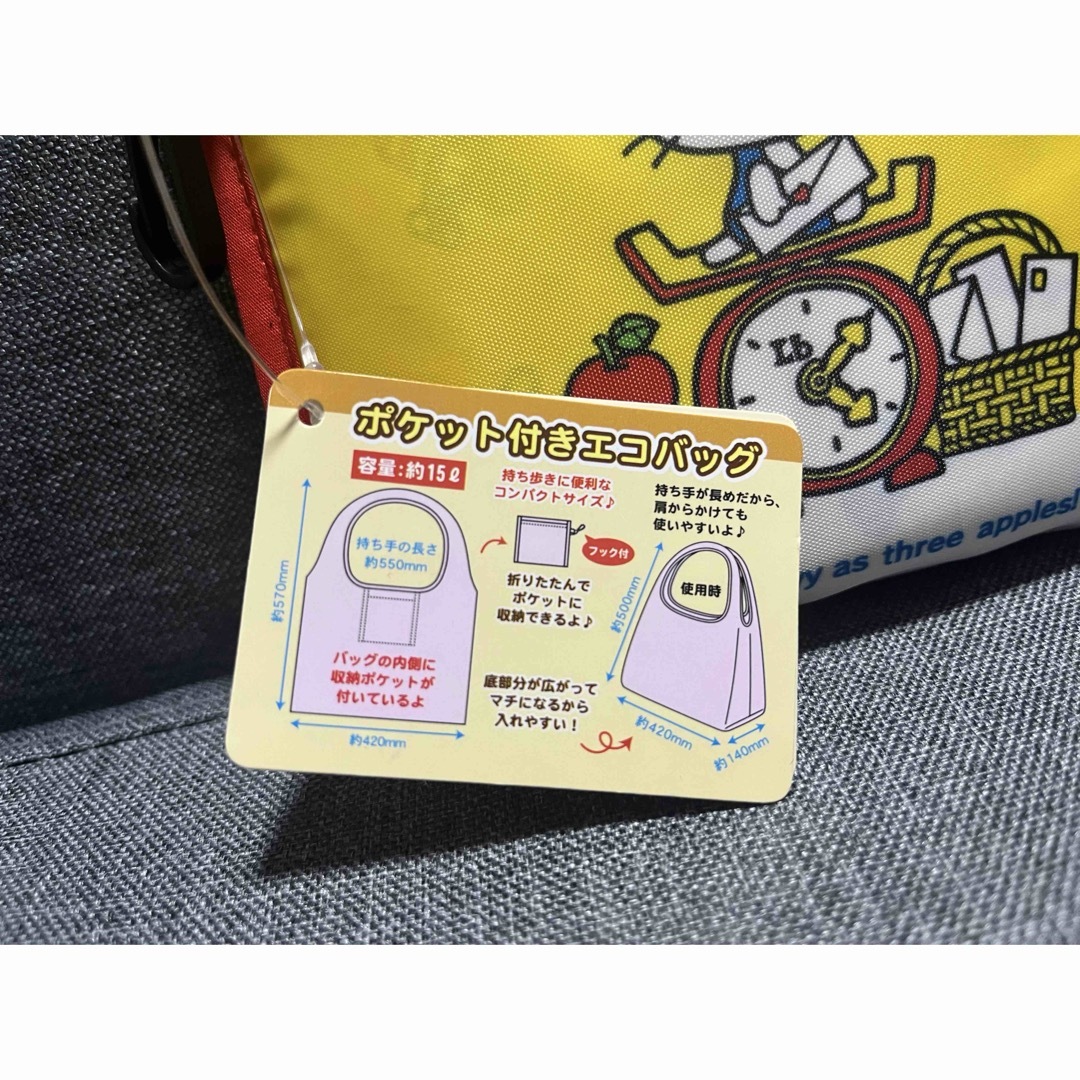 Lb
y as three apples!
ポケット付きエコバッグ
容量:約15ℓ
持ち手の長さ
約550mm
約570mm
バッグの内側に
収納ポケットが
付いているよ
約420mm
持ち歩きに便利な
コンパクトサイズ♪
フック付
折りたたんで
ポケットに
収納できるよ♪
持ち手が長めだから、
肩からかけても
使いやすいよ♪
使用時
約500mm
底部分が広がって
マチになるから
入れやすい!
約420mm
約140mm